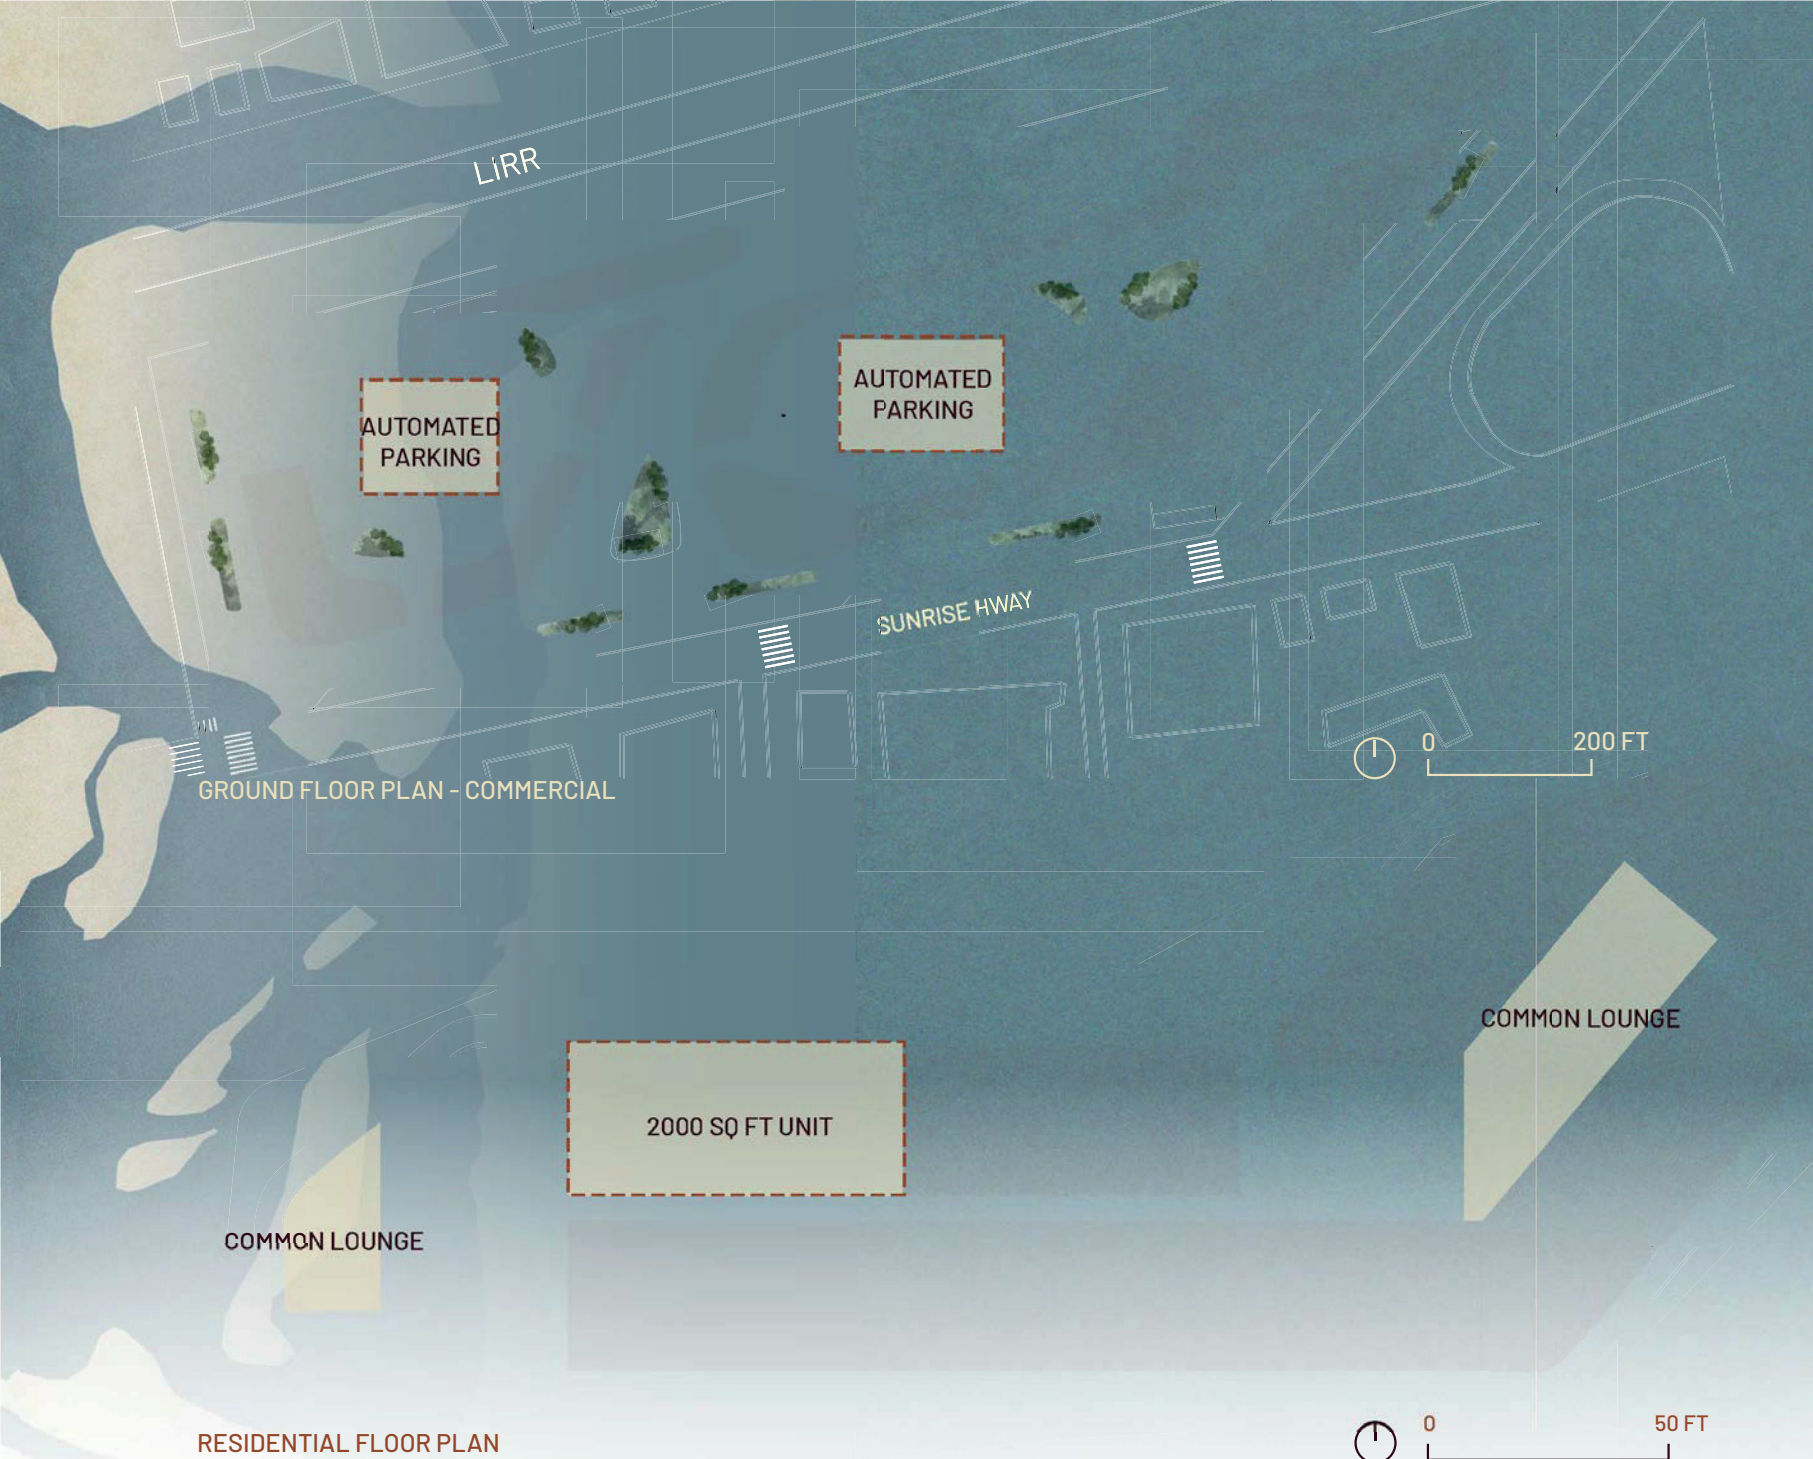 LIRR
AUTOMATED
PARKING
AUTOMATED
PARKING
SUNRISE HWAY
0 200 FT
GROUND FLOOR PLAN - COMMERCIAL
COMMON LOUNGE
2000 SQ FT UNIT
COMMON LOUNGE
0 50 FT
RESIDENTIAL FLOOR PLAN